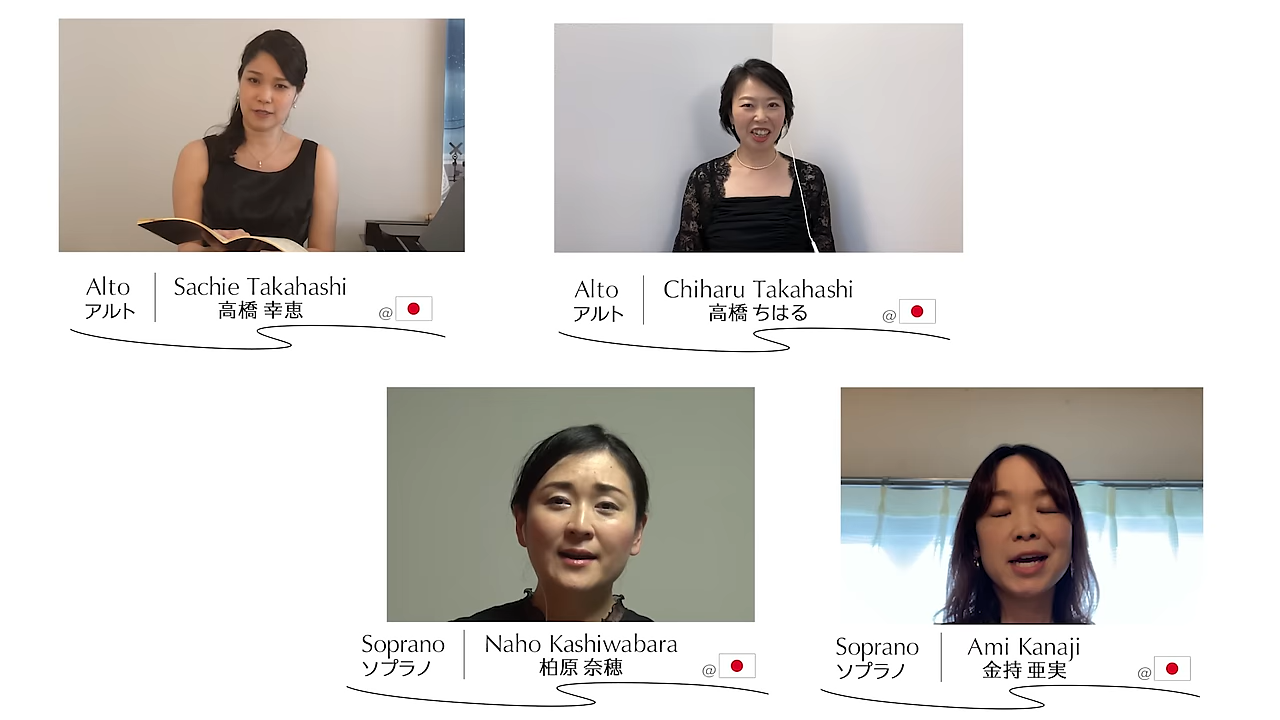 Alto
アルト
Sachie Takahashi
高橋 幸恵
@
Alto
アルト
Chiharu Takahashi
高橋 ちはる
@
Soprano
ソプラノ
Naho Kashiwabara
柏原 奈穂
@
Soprano
ソプラノ
Ami Kanaji
金持 亜実
@